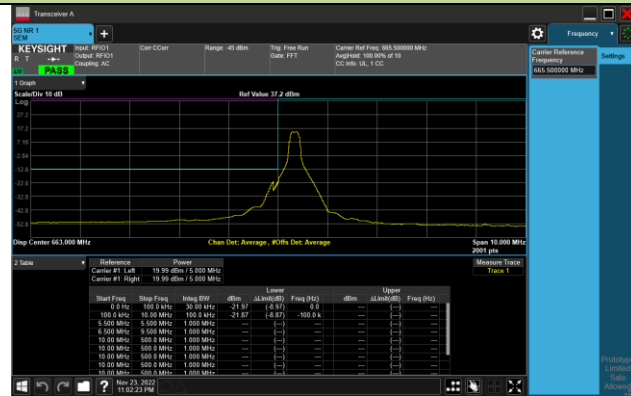 Transceiver A
5G NR 1
SEM
+
Frequency
KEYSIGHT
Input: RFIO1
Output: RFIO1
Coupling: AC
Corr CCorr
Range: -45 dBm
Trig: Free Run
Gate: FFT
Carrier Ref Freq: 665.500000 MHz
Avg|Hold: 100.00% of 10
CC Info: UL, 1 CC
R T
PASS
Carrier Reference
Frequency
665.500000 MHz
Settings
1 Graph
Scale/Div 10 dB
Ref Value 37.2 dBm
Log
27.2
17.2
7.18
-2.84
-12.8
-22.8
-32.8
-42.8
-52.8
Disp Center 663.000 MHz
Chan Det: Average, #Offs Det: Average
Span 10.000 MHz
2001 pts
2 Table
Reference Power
Carrier #1: Left 19.99 dBm / 5.000 MHz
Carrier #1: Right 19.99 dBm / 5.000 MHz
Measure Trace
Trace 1
Lower Upper
Start Freq Stop Freq Integ BW dBm ΔLimit(dB) Freq (Hz) dBm ΔLimit(dB) Freq (Hz)
0.0 Hz 100.0 kHz 30.00 kHz -21.97 (-8.97) 0.0 --- (---) ---
100.0 kHz 10.00 MHz 100.0 kHz -21.87 (-8.87) -100.0 k --- (---) ---
5.500 MHz 9.500 MHz 1.000 MHz --- (---) --- --- (---) ---
6.500 MHz 9.500 MHz 1.000 MHz --- (---) --- --- (---) ---
10.00 MHz 500.0 MHz 1.000 MHz --- (---) --- --- (---) ---
10.00 MHz 500.0 MHz 1.000 MHz --- (---) --- --- (---) ---
10.00 MHz 500.0 MHz 1.000 MHz --- (---) --- --- (---) ---
10.00 MHz 500.0 MHz 1.000 MHz --- (---) --- --- (---) ---
Nov 23, 2022
11:02:23 PM
Prototype
Limited
Sale
Allowed